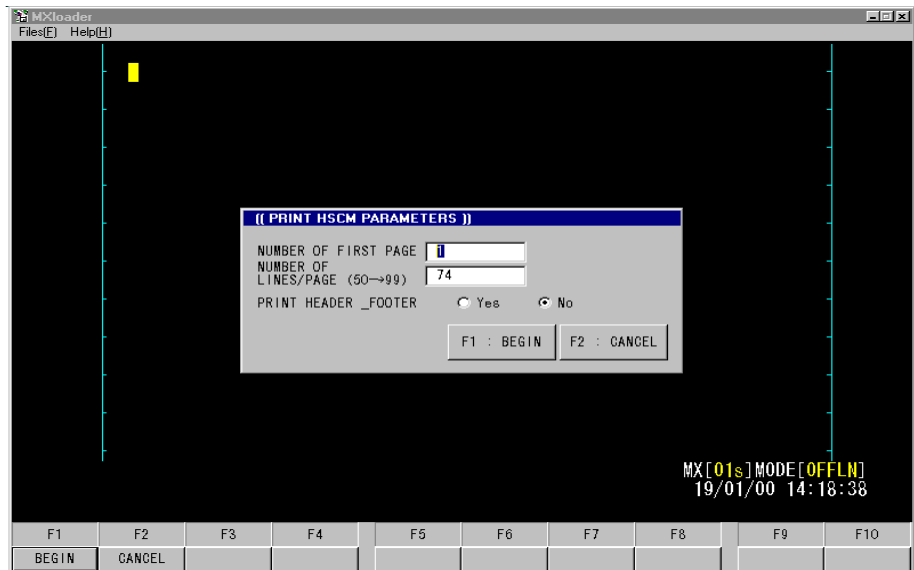 MXloader
Files(F) Help(H)
(( PRINT HSCM PARAMETERS ))
NUMBER OF FIRST PAGE 1
NUMBER OF
LINES/PAGE (50→99) 74
PRINT HEADER _FOOTER Yes No
F1 : BEGIN F2 : CANCEL
MX[01s]MODE[OFFLN]
19/01/00 14:18:38
F1 F2 F3 F4 F5 F6 F7 F8 F9 F10
BEGIN CANCEL